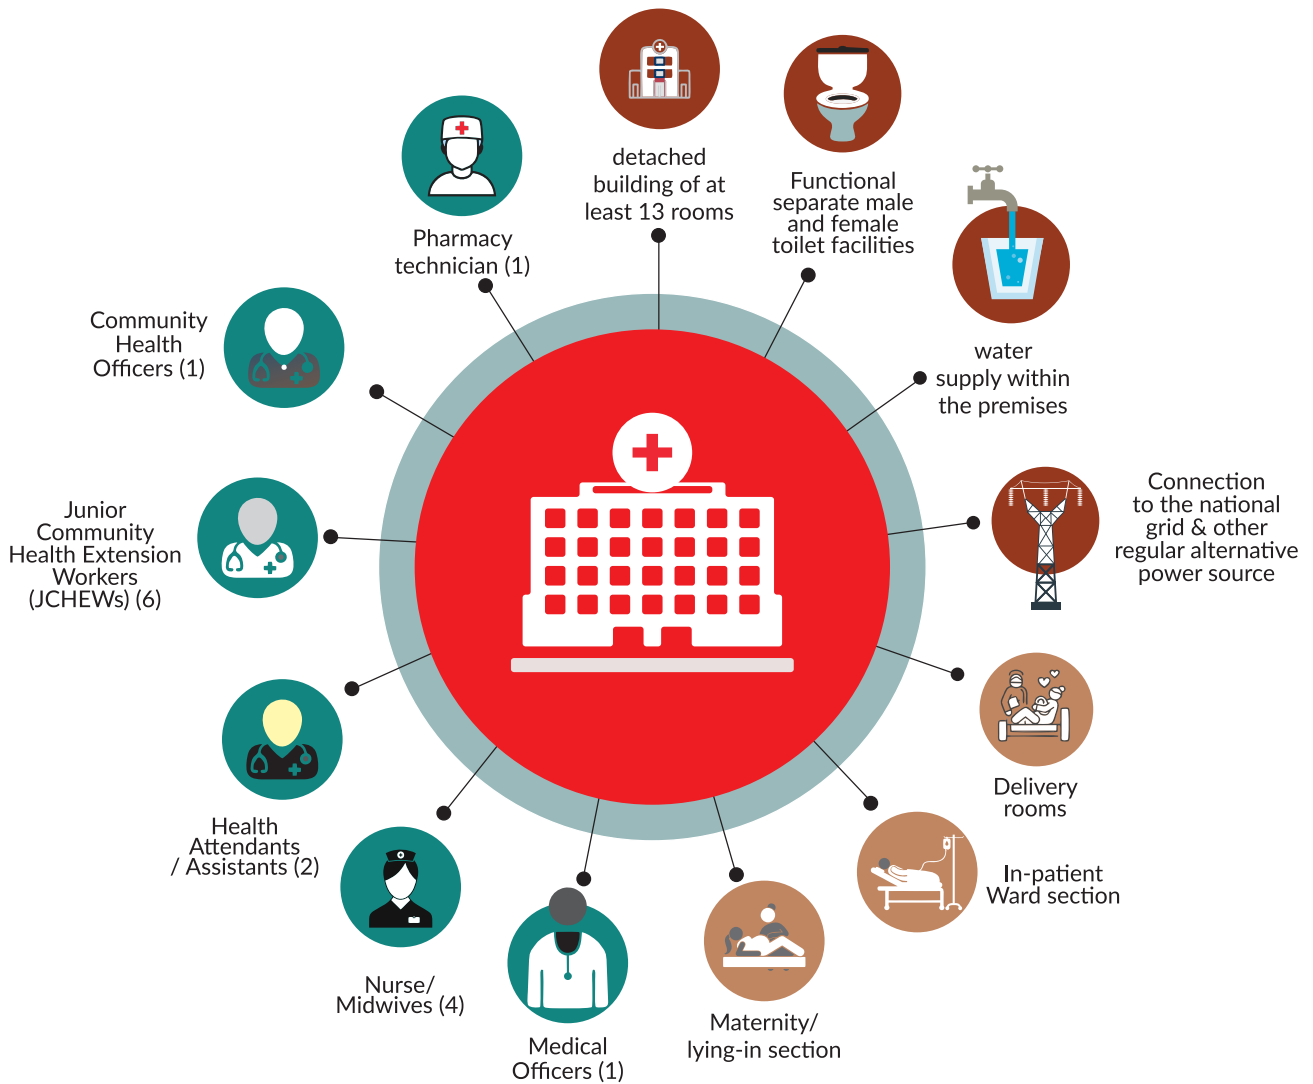 detached
building of at
least 13 rooms
Functional
separate male
and female
toilet facilities
water
supply within
the premises
Connection
to the national
grid & other
regular alternative
power source
Delivery
rooms
In-patient
Ward section
Maternity/
lying-in section
Medical
Officers (1)
Nurse/
Midwives (4)
Health
Attendants
/ Assistants (2)
Junior
Community
Health Extension
Workers
(JCHEWs) (6)
Community
Health
Officers (1)
Pharmacy
technician (1)